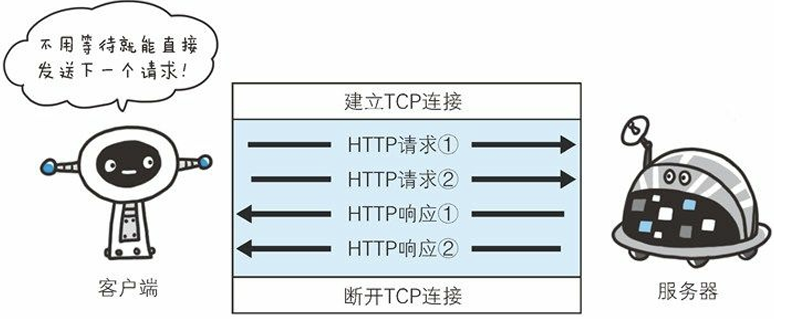 不用等待就能直接
发送下一个请求!
建立TCP连接
HTTP请求①
HTTP请求②
HTTP响应①
HTTP响应②
断开TCP连接
客户端
服务器